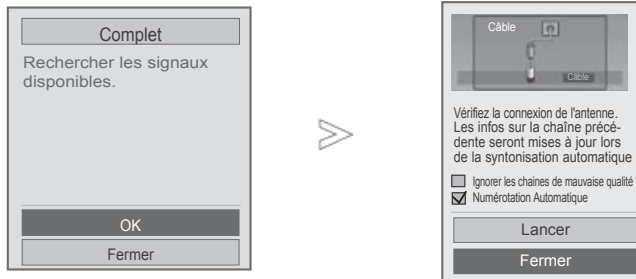 Complet
Rechercher les signaux
disponibles.
OK
Fermer
Câble
Câble
Vérifiez la connexion de l'antenne.
Les infos sur la chaîne précé-
dente seront mises à jour lors
de la syntonisation automatique
Ignorer les chaines de mauvaise qualité
Numérotation Automatique
Lancer
Fermer